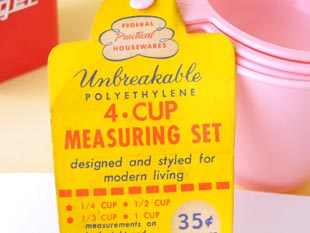 FEDERAL
Practical
HOUSEWARES
Unbreakable
POLYETHYLENE
4·CUP
MEASURING SET
designed and styled for
modern living
• 1/4 CUP • 1/2 CUP
• 1/3 CUP • 1 CUP
measurements on
35¢